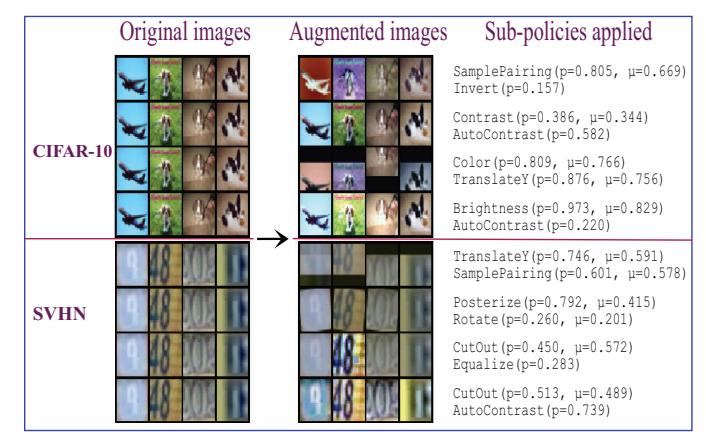 Original images
Augmented images
Sub-policies applied
CIFAR-10
SamplePairing(p=0.805, μ=0.669)
Invert(p=0.157)
Contrast(p=0.386, μ=0.344)
AutoContrast(p=0.582)
Color(p=0.809, μ=0.766)
TranslateY(p=0.876, μ=0.756)
Brightness(p=0.973, μ=0.829)
AutoContrast(p=0.220)
SVHN
TranslateY(p=0.746, μ=0.591)
SamplePairing(p=0.601, μ=0.578)
Posterize(p=0.792, μ=0.415)
Rotate(p=0.260, μ=0.201)
CutOut(p=0.450, μ=0.572)
Equalize(p=0.283)
CutOut(p=0.513, μ=0.489)
AutoContrast(p=0.739)